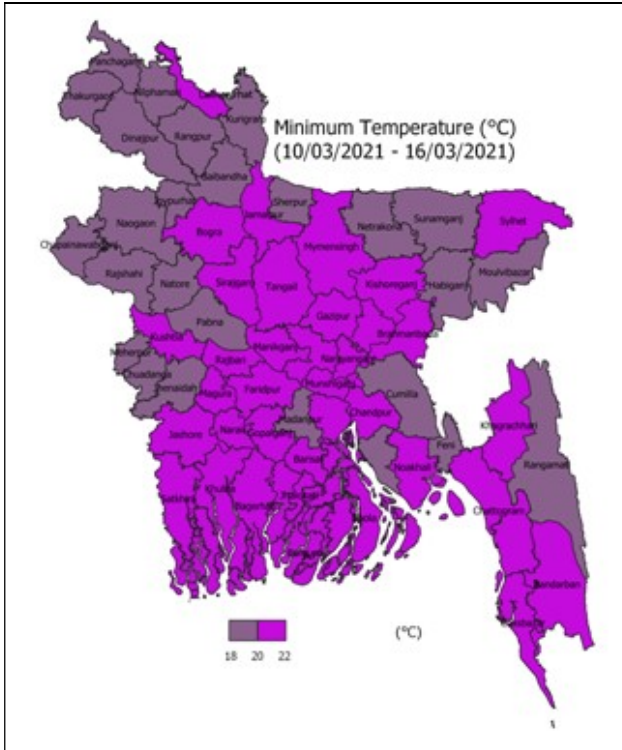 Panchagarh
Nilphamari
Lalmonirhat
Thakurgaon
Kurigram
Dinajpur
Rangpur
Minimum Temperature (°C)
(10/03/2021 - 16/03/2021)
Gaibandha
Sherpur
Joypurhat
Jamalpur
Naogaon
Netrakona
Sunamganj
Sylhet
Bogra
Mymensingh
Chapainawabganj
Rajshahi
Natore
Sirajganj
Tangail
Kishoreganj
Habiganj
Moulvibazar
Pabna
Gazipur
Kushtia
Brahmanbaria
Meherpur
Rajbari
Manikganj
Narayanganj
Chuadanga
Jhenaidah
Magura
Faridpur
Munshiganj
Cumilla
Madaripur
Chandpur
Khagrachhari
Jashore
Narail
Gopalganj
Feni
Barisal
Noakhali
Rangamati
Satkhira
Khulna
Bagerhat
Pirojpur
Bhola
Chattogram
Bandarban
(°C)
18 20 22